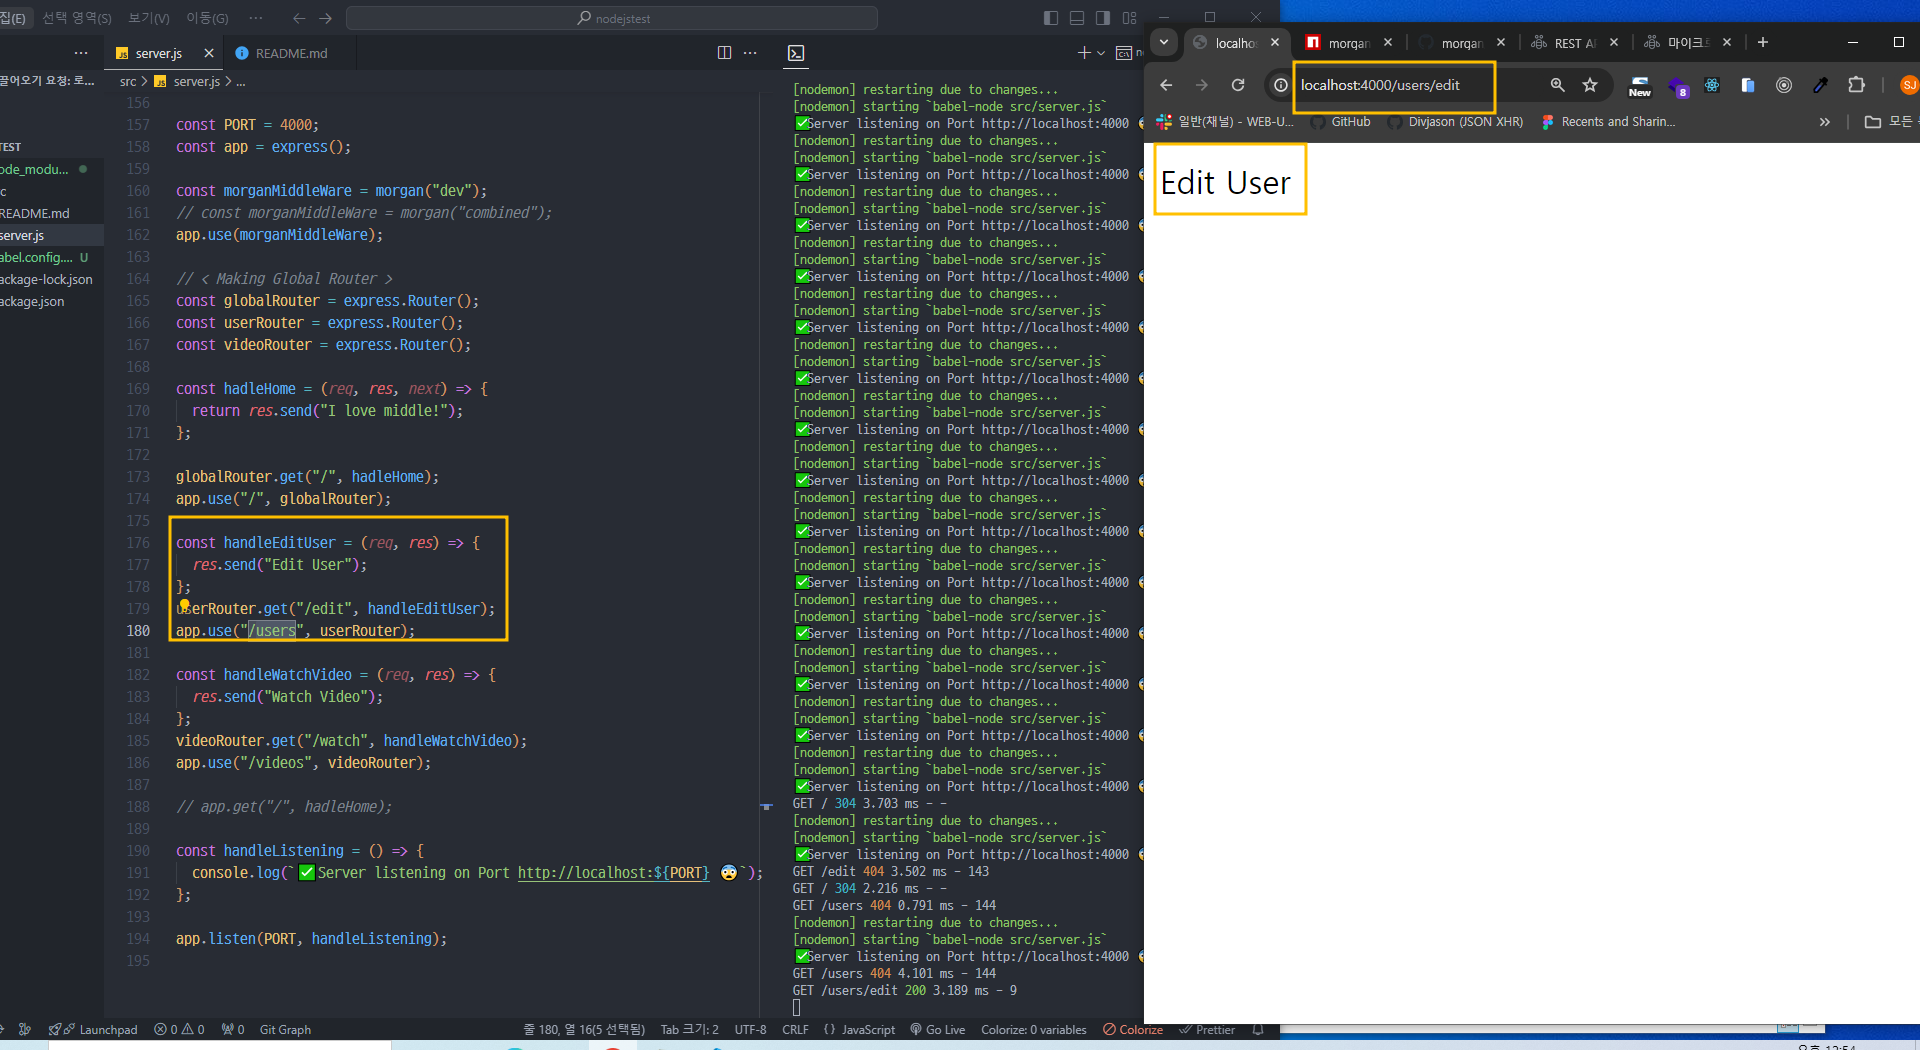 집(E) 선택 영역(S) 보기(V) 이동(G) ··· ← → nodejstest
server.js × README.md
끌어오기 요청: 로...
src > server.js > ...
TEST
ode_modu...
c
README.md
server.js
abel.config.... U
ackage-lock.json
ackage.json
156
157 const PORT = 4000;
158 const app = express();
159
160 const morganMiddleWare = morgan("dev");
161 // const morganMiddleWare = morgan("combined");
162 app.use(morganMiddleWare);
163
164 // < Making Global Router >
165 const globalRouter = express.Router();
166 const userRouter = express.Router();
167 const videoRouter = express.Router();
168
169 const hadleHome = (req, res, next) => {
170 return res.send("I love middle!");
171 };
172
173 globalRouter.get("/", hadleHome);
174 app.use("/", globalRouter);
175
176 const handleEditUser = (req, res) => {
177 res.send("Edit User");
178 };
179 userRouter.get("/edit", handleEditUser);
180 app.use("/users", userRouter);
181
182 const handleWatchVideo = (req, res) => {
183 res.send("Watch Video");
184 };
185 videoRouter.get("/watch", handleWatchVideo);
186 app.use("/videos", videoRouter);
187
188 // app.get("/", hadleHome);
189
190 const handleListening = () => {
191 console.log(`✅Server listening on Port http://localhost:${PORT} 😨`);
192 };
193
194 app.listen(PORT, handleListening);
195
[nodemon] restarting due to changes...
[nodemon] starting `babel-node src/server.js`
✅Server listening on Port http://localhost:4000
[nodemon] restarting due to changes...
[nodemon] starting `babel-node src/server.js`
✅Server listening on Port http://localhost:4000
[nodemon] restarting due to changes...
[nodemon] starting `babel-node src/server.js`
✅Server listening on Port http://localhost:4000
[nodemon] restarting due to changes...
[nodemon] starting `babel-node src/server.js`
✅Server listening on Port http://localhost:4000
[nodemon] restarting due to changes...
[nodemon] starting `babel-node src/server.js`
✅Server listening on Port http://localhost:4000
[nodemon] restarting due to changes...
[nodemon] starting `babel-node src/server.js`
✅Server listening on Port http://localhost:4000
[nodemon] restarting due to changes...
[nodemon] starting `babel-node src/server.js`
✅Server listening on Port http://localhost:4000
[nodemon] restarting due to changes...
[nodemon] starting `babel-node src/server.js`
✅Server listening on Port http://localhost:4000
[nodemon] restarting due to changes...
[nodemon] starting `babel-node src/server.js`
✅Server listening on Port http://localhost:4000
[nodemon] restarting due to changes...
[nodemon] starting `babel-node src/server.js`
✅Server listening on Port http://localhost:4000
[nodemon] restarting due to changes...
[nodemon] starting `babel-node src/server.js`
✅Server listening on Port http://localhost:4000
[nodemon] restarting due to changes...
[nodemon] starting `babel-node src/server.js`
✅Server listening on Port http://localhost:4000
[nodemon] restarting due to changes...
[nodemon] starting `babel-node src/server.js`
✅Server listening on Port http://localhost:4000
[nodemon] restarting due to changes...
[nodemon] starting `babel-node src/server.js`
✅Server listening on Port http://localhost:4000
GET / 304 3.703 ms - -
[nodemon] restarting due to changes...
[nodemon] starting `babel-node src/server.js`
✅Server listening on Port http://localhost:4000
GET /edit 404 3.502 ms - 143
GET / 304 2.216 ms - -
GET /users 404 0.791 ms - 144
[nodemon] restarting due to changes...
[nodemon] starting `babel-node src/server.js`
✅Server listening on Port http://localhost:4000
GET /users 404 4.101 ms - 144
GET /users/edit 200 3.189 ms - 9
Launchpad 0 0 0 Git Graph 줄 180, 열 16(5 선택됨) Tab 크기: 2 UTF-8 CRLF {} JavaScript Go Live Colorize: 0 variables Colorize Prettier
localho × morgan × morgan × REST A × 마이크 × +
localhost:4000/users/edit New 8 SJ
일반(채널) - WEB-U... GitHub Divjason (JSON XHR) Recents and Sharin... » 모든
Edit User